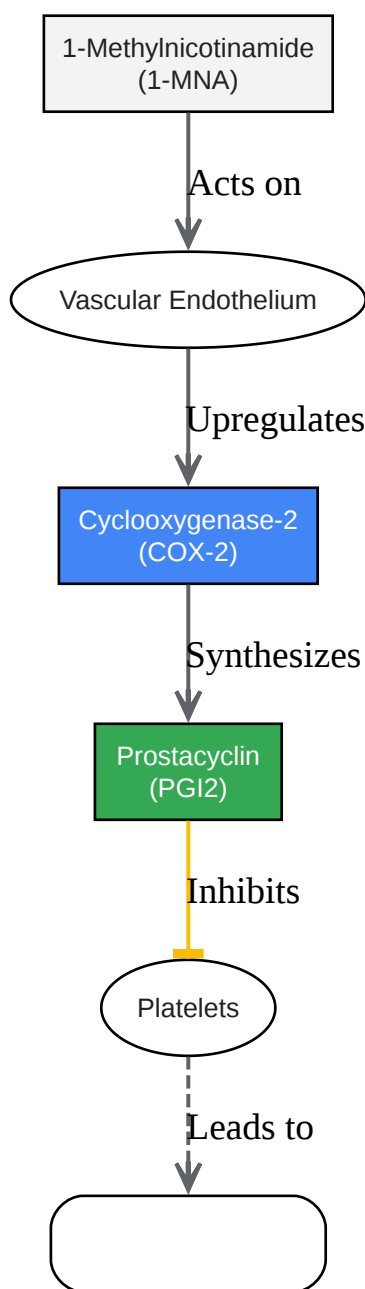 1-Methylnicotinamide
(1-MNA)
Acts on
Vascular Endothelium
Upregulates
Cyclooxygenase-2
(COX-2)
Synthesizes
Prostacyclin
(PGI2)
Inhibits
Platelets
Leads to